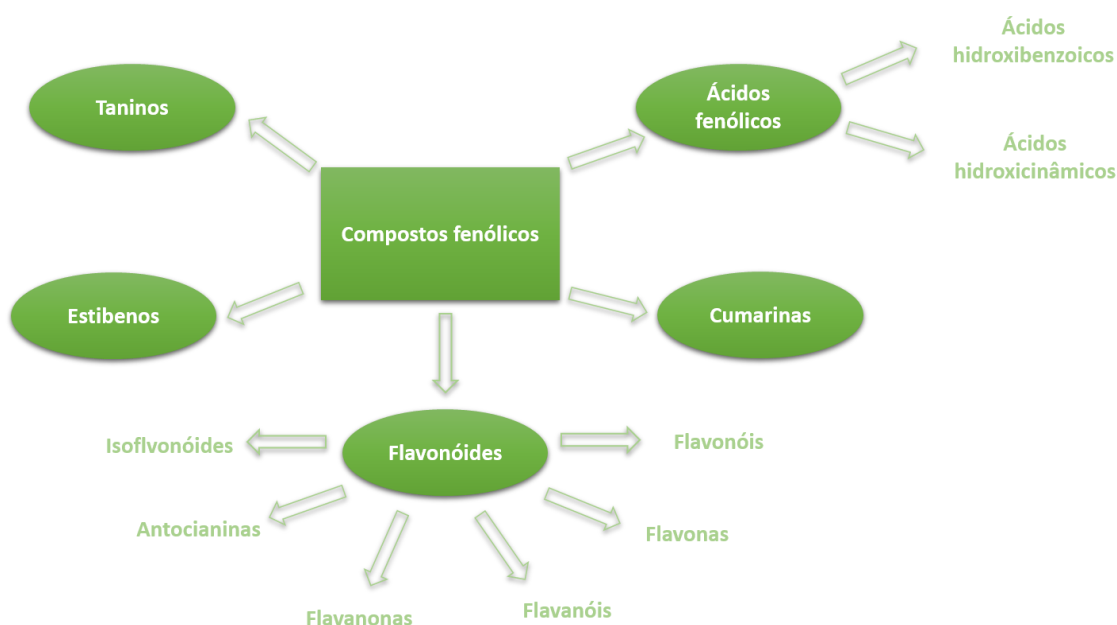 Ácidos
hidroxibenzoicos
Taninos
Ácidos
fenólicos
Ácidos
hidroxicinâmicos
Compostos fenólicos
Estibenos
Cumarinas
Isoflvonóides
Flavonóides
Flavonóis
Antocianinas
Flavonas
Flavanonas
Flavanóis